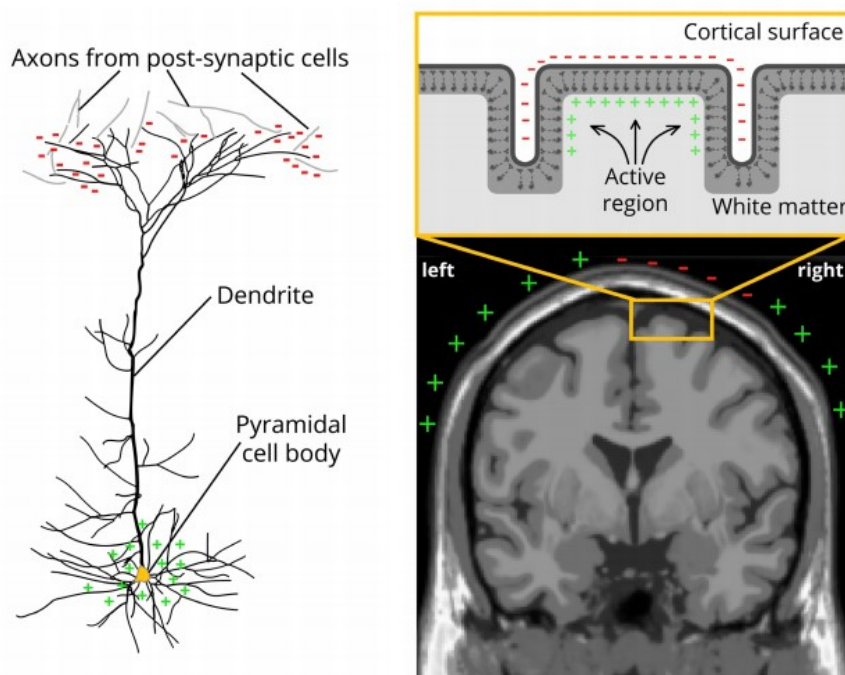 Axons from post-synaptic cells
Dendrite
Pyramidal
cell body
Cortical surface
Active
region
White matter
left
right